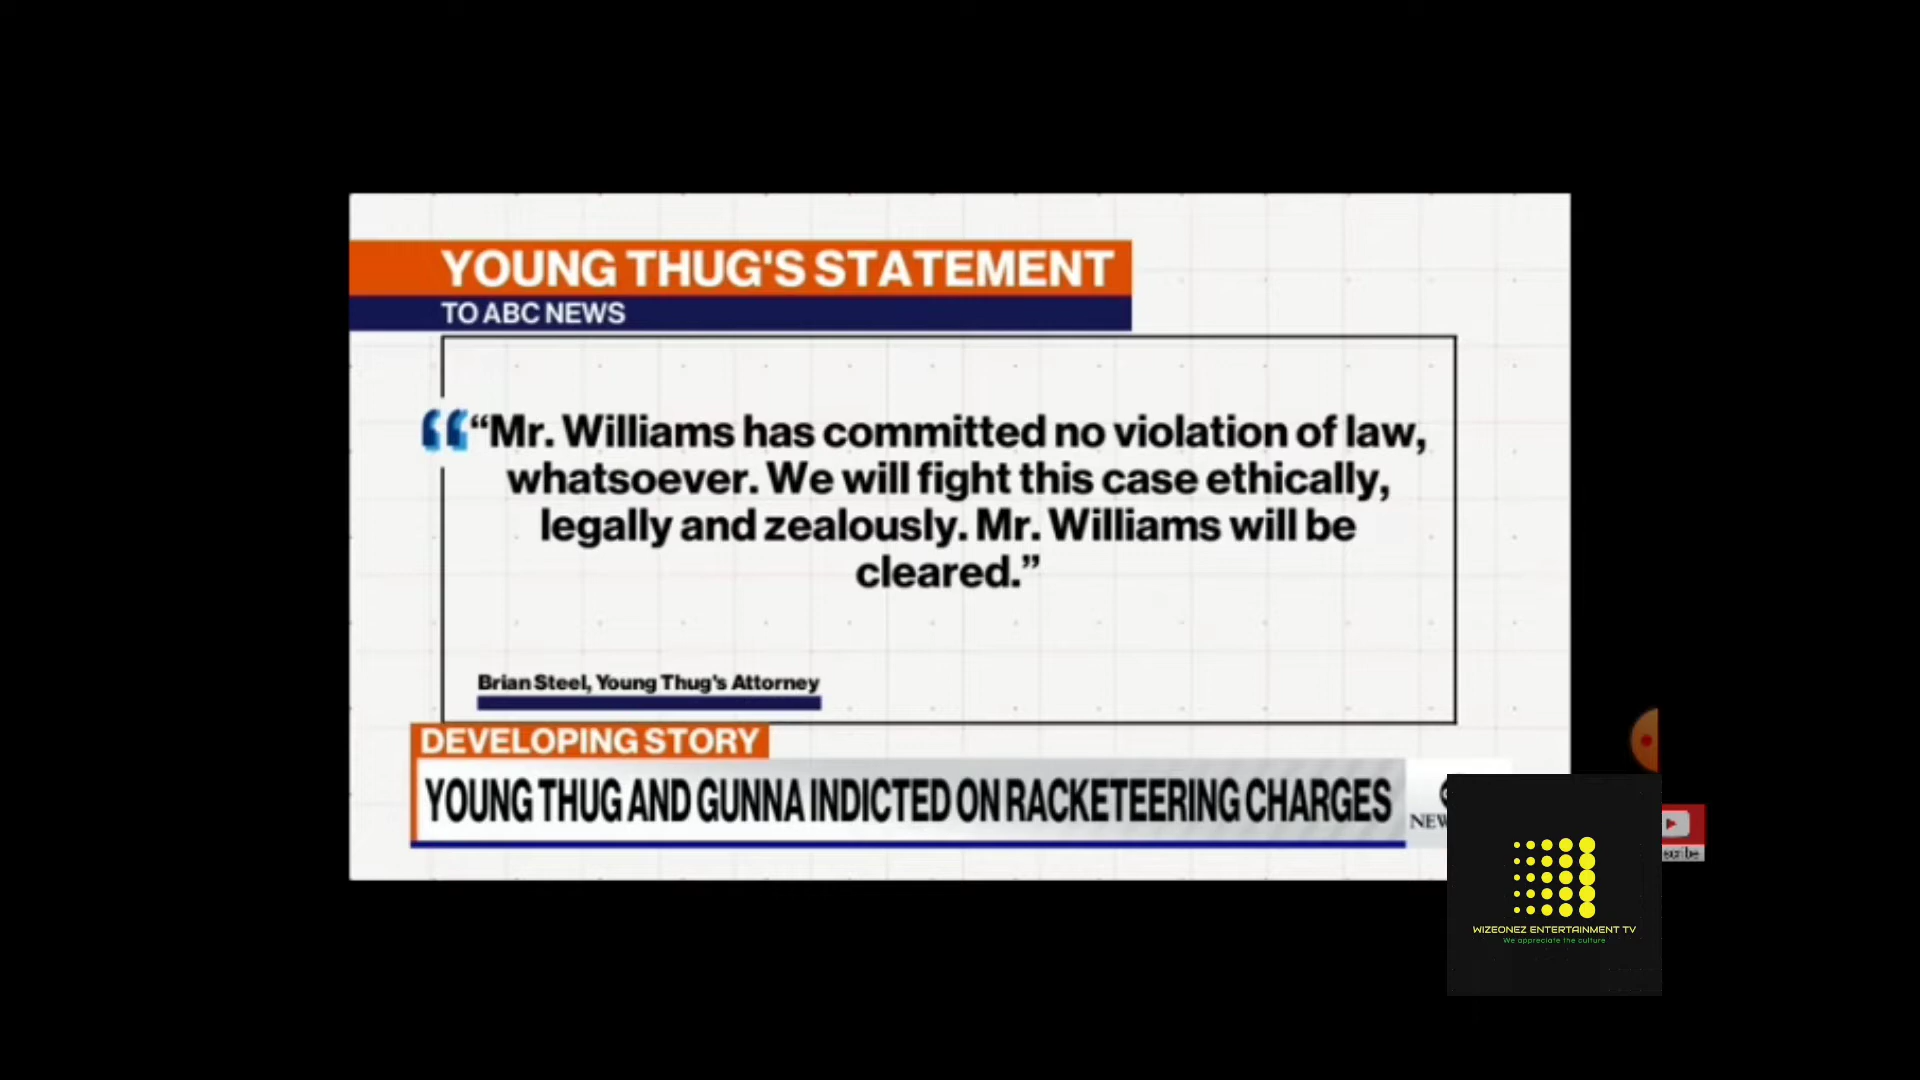 YOUNG THUG'S STATEMENT
TO ABC NEWS
“Mr. Williams has committed no violation of law,
whatsoever. We will fight this case ethically,
legally and zealously. Mr. Williams will be
cleared.”
Brian Steel, Young Thug's Attorney
DEVELOPING STORY
YOUNG THUG AND GUNNA INDICTED ON RACKETEERING CHARGES
WIZEONEZ ENTERTAINMENT TV
We appreciate the culture